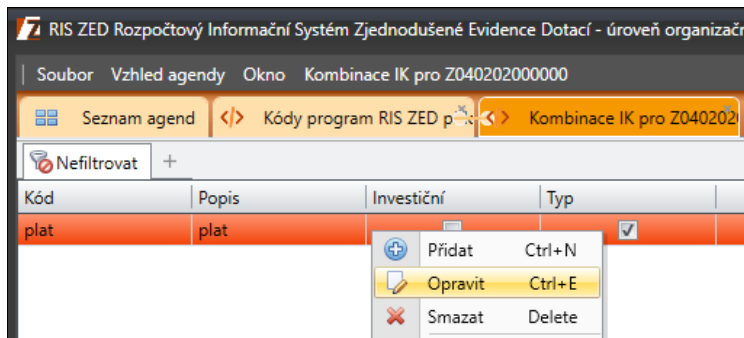 RIS ZED Rozpočtový Informační Systém Zjednodušené Evidence Dotací - úroveň organizačn
Soubor Vzhled agendy Okno Kombinace IK pro Z040202000000
Seznam agend Kódy program RIS ZED p Kombinace IK pro Z040202
Nefiltrovat +
Kód Popis Investiční Typ
plat plat
Přidat Ctrl+N
Opravit Ctrl+E
Smazat Delete